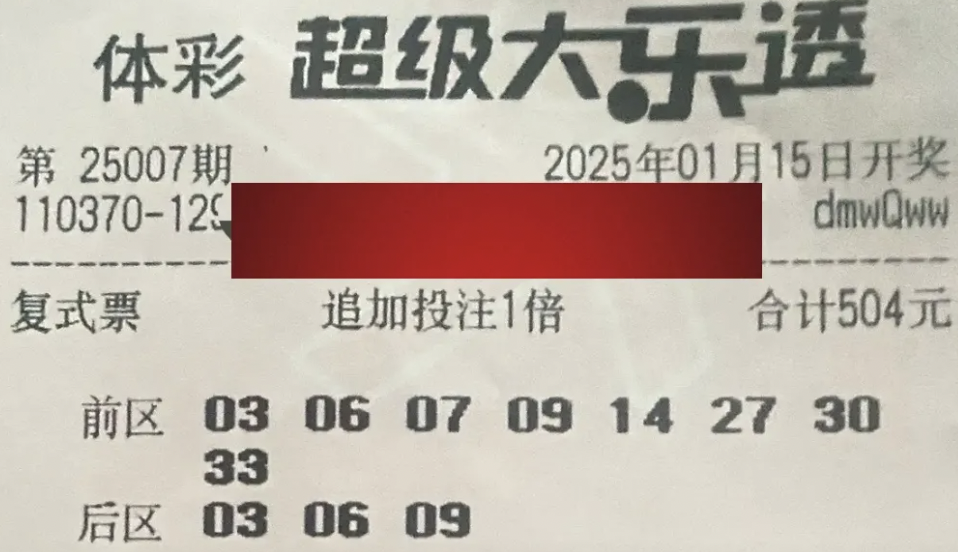 体彩 超级大乐透
第 25007期 2025年01月15日开奖
110370-129 dmwQww
复式票 追加投注1倍 合计504元
前区 03 06 07 09 14 27 30
33
后区 03 06 09